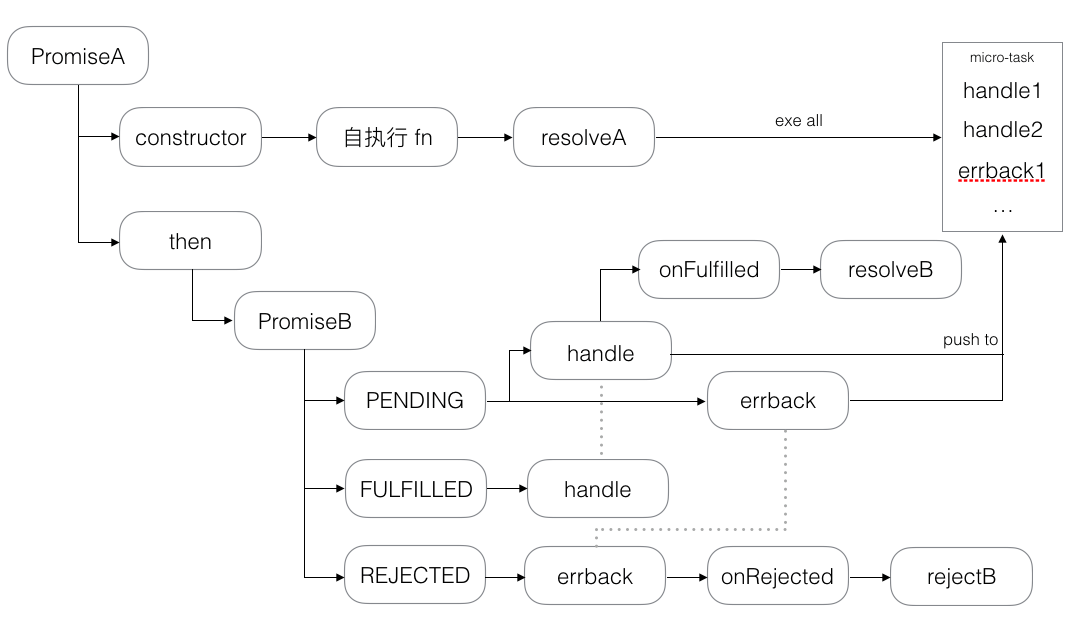 PromiseA
constructor
自执行 fn
resolveA
exe all
micro-task
handle1
handle2
errback1
...
then
onFulfilled
resolveB
PromiseB
handle
push to
PENDING
errback
FULFILLED
handle
REJECTED
errback
onRejected
rejectB